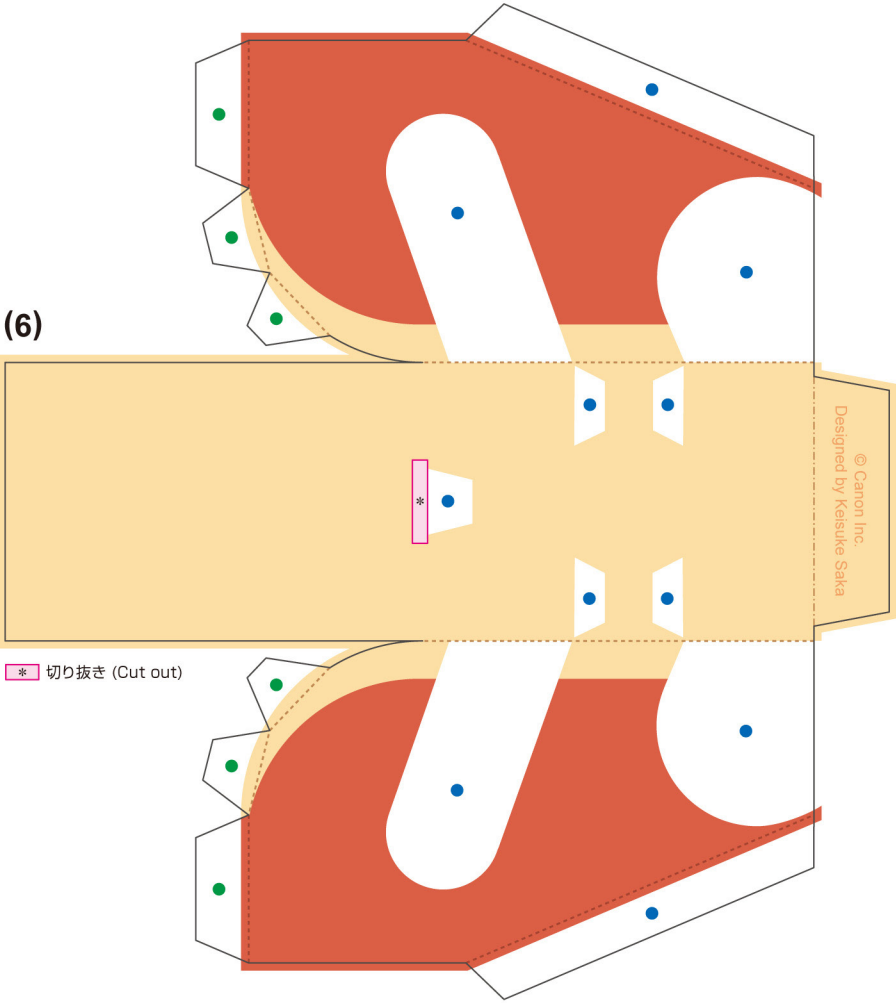 (6)
© Canon Inc.
Designed by Keisuke Saka
*
* 切り抜き (Cut out)